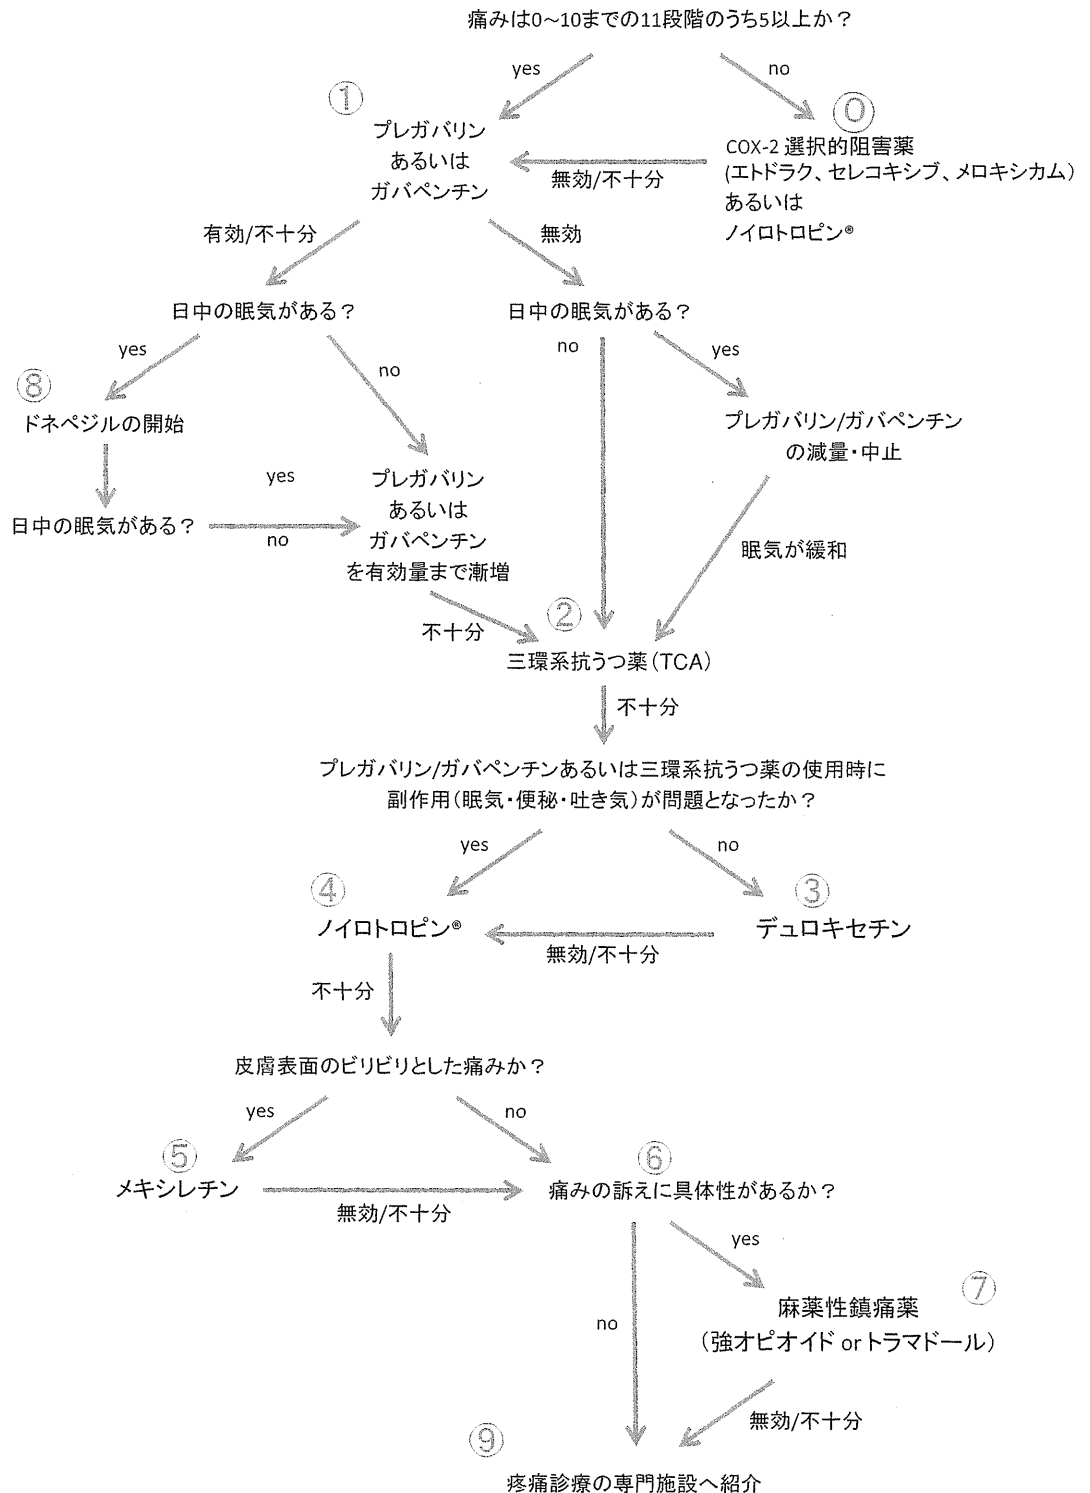 痛みは0～10までの11段階のうち5以上か？
yes
no
①
プレガバリン
あるいは
ガバペンチン
⓪
COX-2 選択的阻害薬
(エトドラク、セレコキシブ、メロキシカム)
あるいは
ノイロトロピン®
無効/不十分
有効/不十分
無効
日中の眠気がある？
日中の眠気がある？
yes
no
no
yes
⑧
ドネペジルの開始
プレガバリン/ガバペンチン
の減量・中止
日中の眠気がある？
yes
no
プレガバリン
あるいは
ガバペンチン
を有効量まで漸増
眠気が緩和
不十分
②
三環系抗うつ薬（TCA）
不十分
プレガバリン/ガバペンチンあるいは三環系抗うつ薬の使用時に
副作用（眠気・便秘・吐き気）が問題となったか？
yes
no
④
ノイロトロピン®
③
デュロキセチン
無効/不十分
不十分
皮膚表面のビリビリとした痛みか？
yes
no
⑤
メキシレチン
⑥
痛みの訴えに具体性があるか？
無効/不十分
yes
no
⑦
麻薬性鎮痛薬
（強オピオイド or トラマドール）
無効/不十分
⑨
疼痛診療の専門施設へ紹介